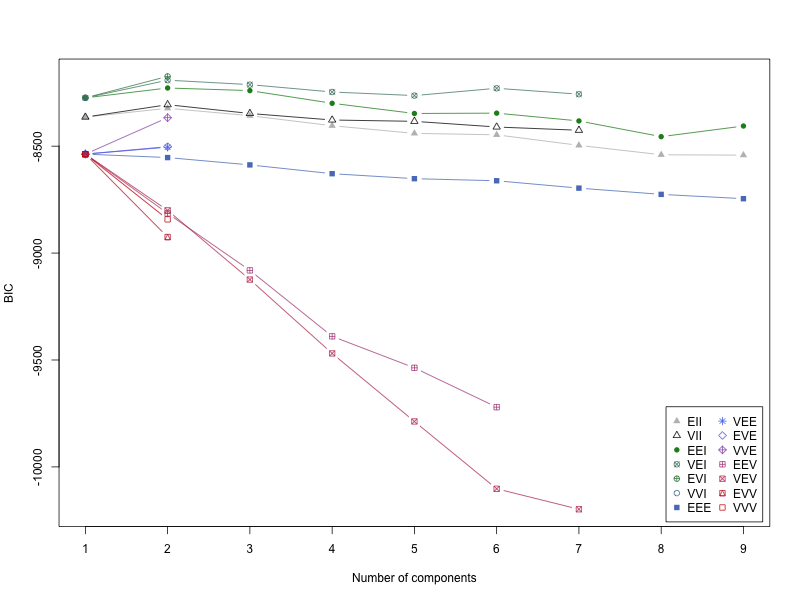 BIC
-8500
-9000
-9500
-10000
1 2 3 4 5 6 7 8 9
Number of components
EII VEE
VII EVE
EEI VVE
VEI EEV
EVI VEV
VVI EVV
EEE VVV